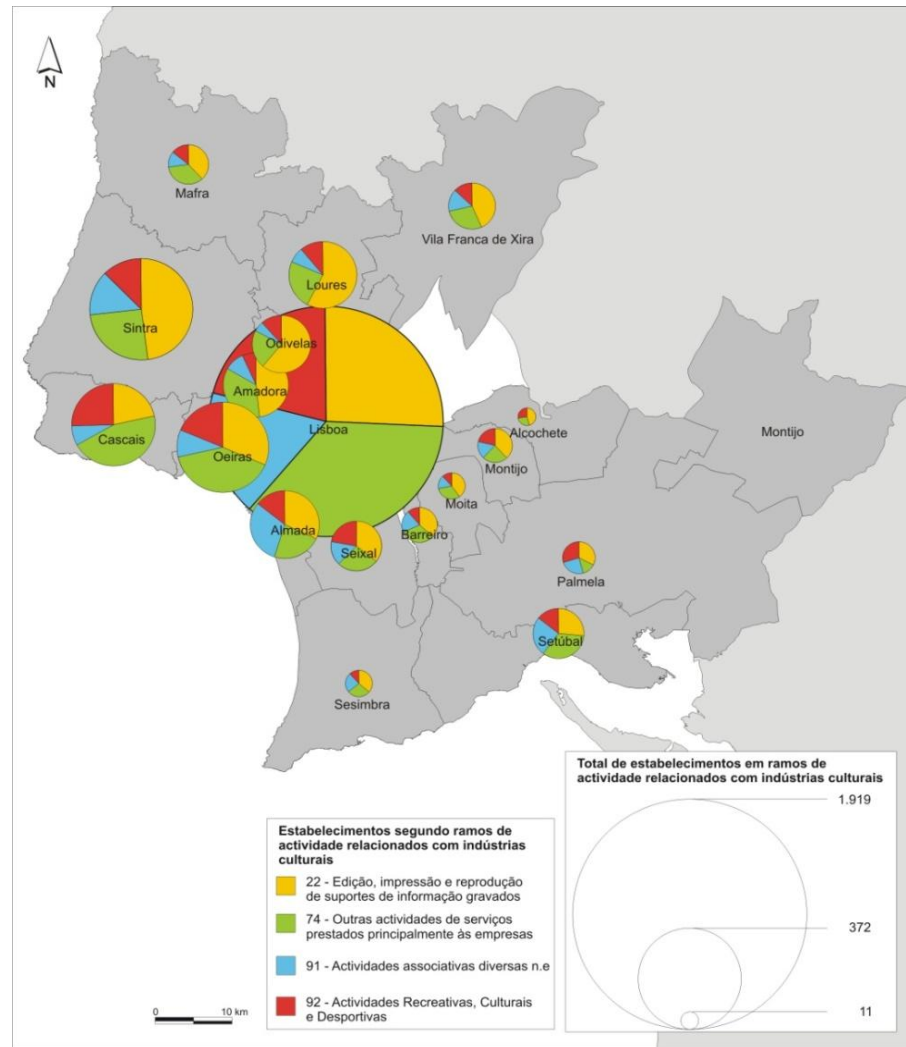 N
Mafra
Vila Franca de Xira
Loures
Sintra
Odivelas
Amadora
Lisboa
Cascais
Oeiras
Alcochete
Montijo
Montijo
Moita
Almada
Barreiro
Seixal
Palmela
Setúbal
Sesimbra
Total de estabelecimentos em ramos de
actividade relacionados com indústrias culturais
1.919
372
11
Estabelecimentos segundo ramos de
actividade relacionados com indústrias
culturais
22 - Edição, impressão e reprodução
de suportes de informação gravados
74 - Outras actividades de serviços
prestados principalmente às empresas
91 - Actividades associativas diversas n.e
92 - Actividades Recreativas, Culturais
e Desportivas
0 10 km